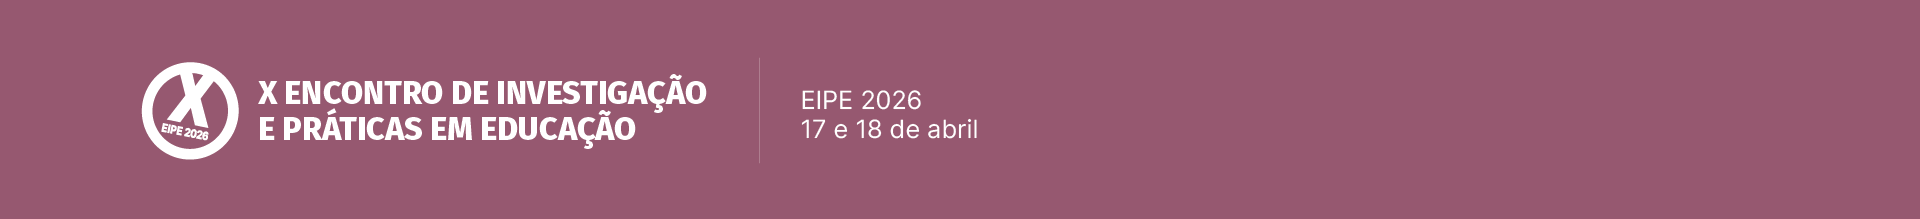 X
EIPE 2026
X ENCONTRO DE INVESTIGAÇÃO
E PRÁTICAS EM EDUCAÇÃO
EIPE 2026
17 e 18 de abril